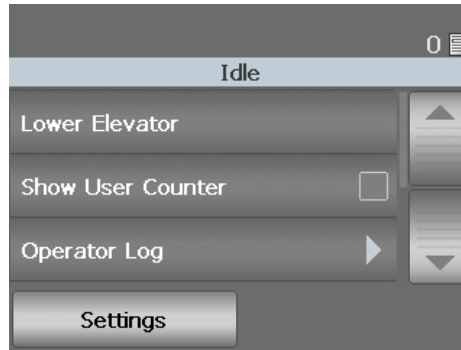 0
Idle
Lower Elevator
Show User Counter
Operator Log
Settings